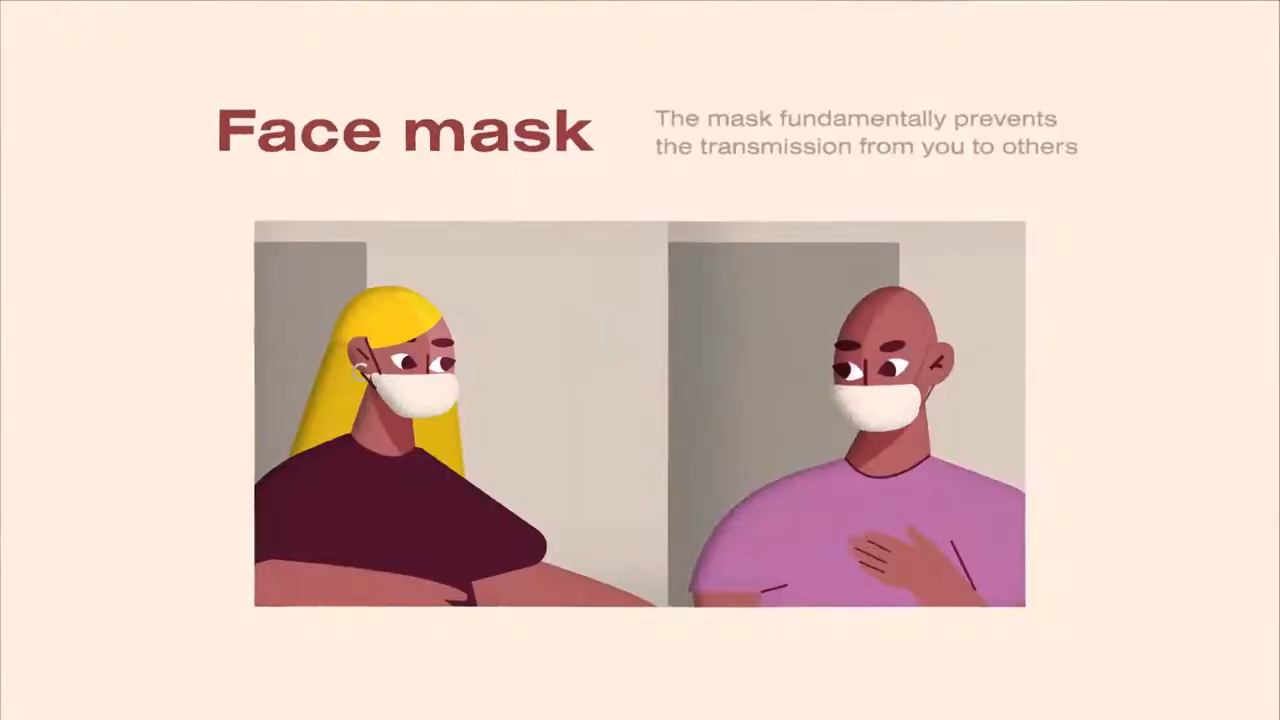 Face mask
The mask fundamentally prevents
the transmission from you to others